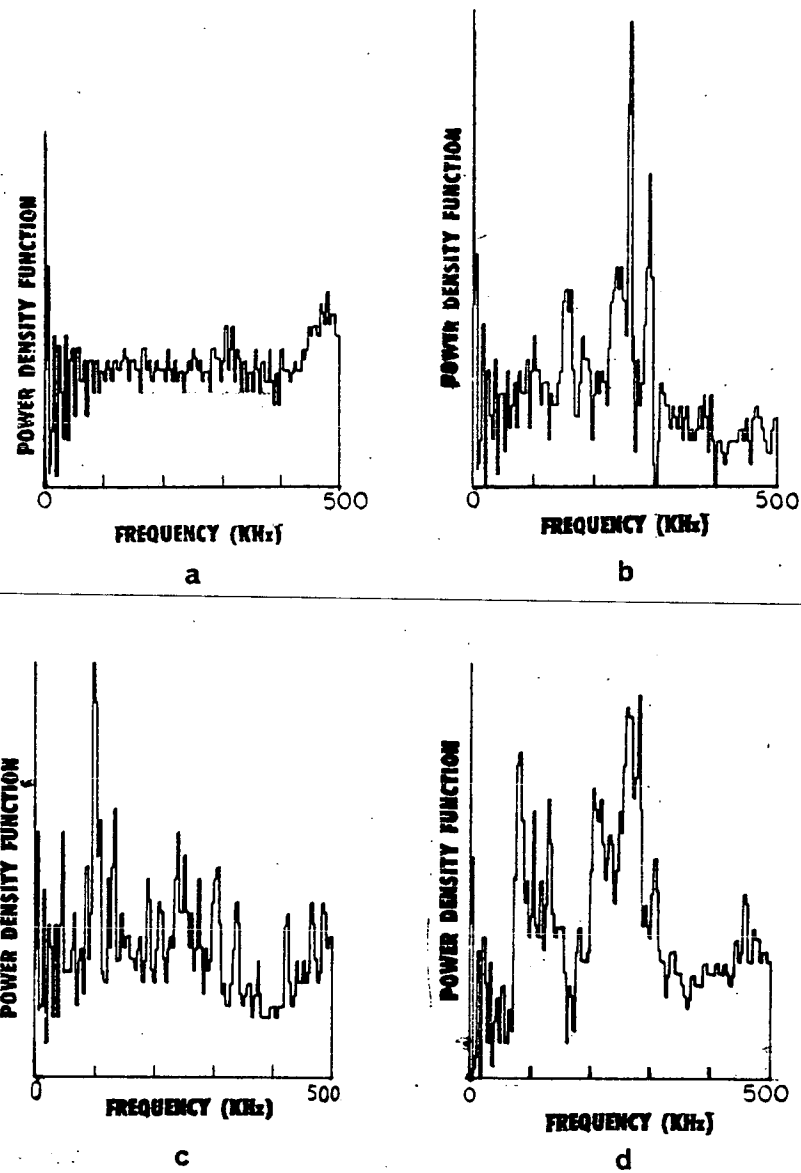 POWER DENSITY FUNCTION
0 500
FREQUENCY (KHz)
a
POWER DENSITY FUNCTION
0 500
FREQUENCY (KHz)
b
POWER DENSITY FUNCTION
0 500
FREQUENCY (KHz)
c
POWER DENSITY FUNCTION
0 500
FREQUENCY (KHz)
d